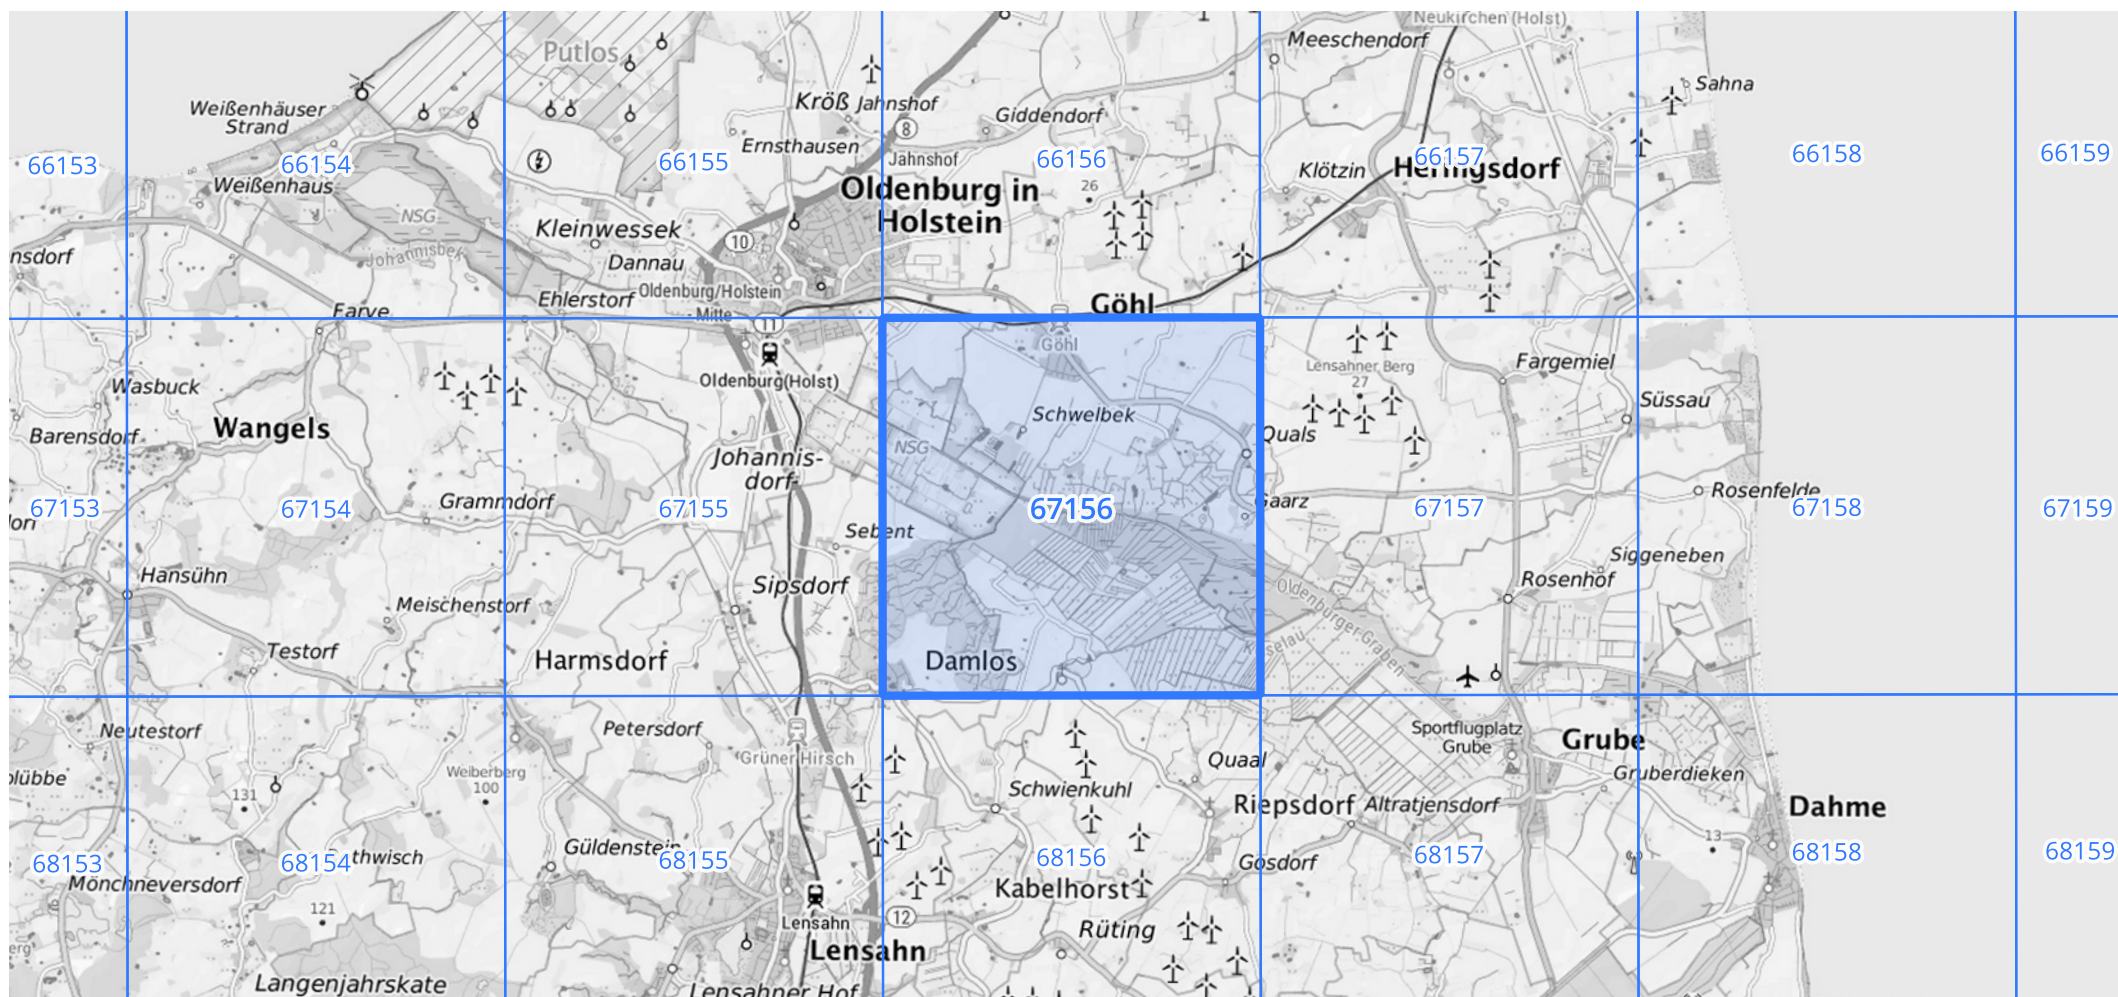 Neukirchen (Holst)
Meeschendorf
Putlos
Sahna
Weißenhäuser
Strand
Kröß
Jahnshof
Giddendorf
8
Ernsthausen
Jahnshof
66153
66154
66155
66156
66157
66158
66159
Klötzin
Weißenhaus
Oldenburg in
Holstein
26
NSG
Kleinwessek
10
Johannisbek
nsdorf
Dannau
Oldenburg/Holstein
Mitte
Ehlerstorf
Göhl
Farve
11
Göhl
Oldenburg(Holst)
Lensahner Berg
27
Fargemiel
Wasbuck
Süssau
Schwelbek
Wangels
Barensdorf
Quals
NSG
Johannis-
dorf
Grammdorf
Gaarz
Rosenfelde
67153
67154
67155
67156
67157
67158
67159
Sebent
Siggeneben
Hansühn
Sipsdorf
Rosenhof
Meischenstorf
Oldenburger Graben
Testorf
Harmsdorf
Damlos
Neutestorf
Petersdorf
Grüner Hirsch
Sportflugplatz
Grube
Grube
Quaal
Weiberberg
100
Gruberdieken
Schwienkuhl
131
Riepsdorf
Altratjensdorf
Dahme
13
Güldenstein
68153
68154
68155
68156
68157
68158
68159
Gosdorf
Mönchneversdorf
Kabelhorst
121
12
Lensahn
Rüting
Lensahn
Langenjahrskate
Lensahner Hof